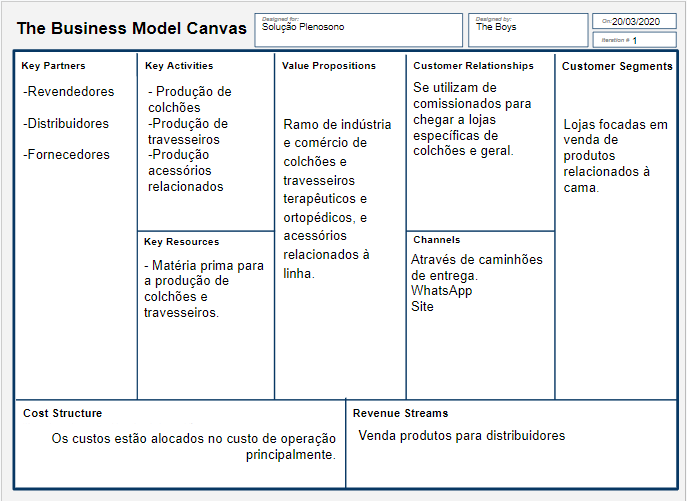 The Business Model Canvas
Designed for:
Solução Plenosono
Designed by:
The Boys
On: 20/03/2020
Iteration # 1
Key Partners
-Revendedores
-Distribuidores
-Fornecedores
Key Activities
- Produção de
colchões
-Produção de
travesseiros
-Produção
acessórios
relacionados
Key Resources
- Matéria prima para
a produção de
colchões e
travesseiros.
Value Propositions
Ramo de indústria
e comércio de
colchões e
travesseiros
terapêuticos e
ortopédicos, e
acessórios
relacionados à
linha.
Customer Relationships
Se utilizam de
comissionados para
chegar a lojas
específicas de
colchões e geral.
Channels
Através de caminhões
de entrega.
WhatsApp
Site
Customer Segments
Lojas focadas em
venda de
produtos
relacionados à
cama.
Cost Structure
Os custos estão alocados no custo de operação
principalmente.
Revenue Streams
Venda produtos para distribuidores